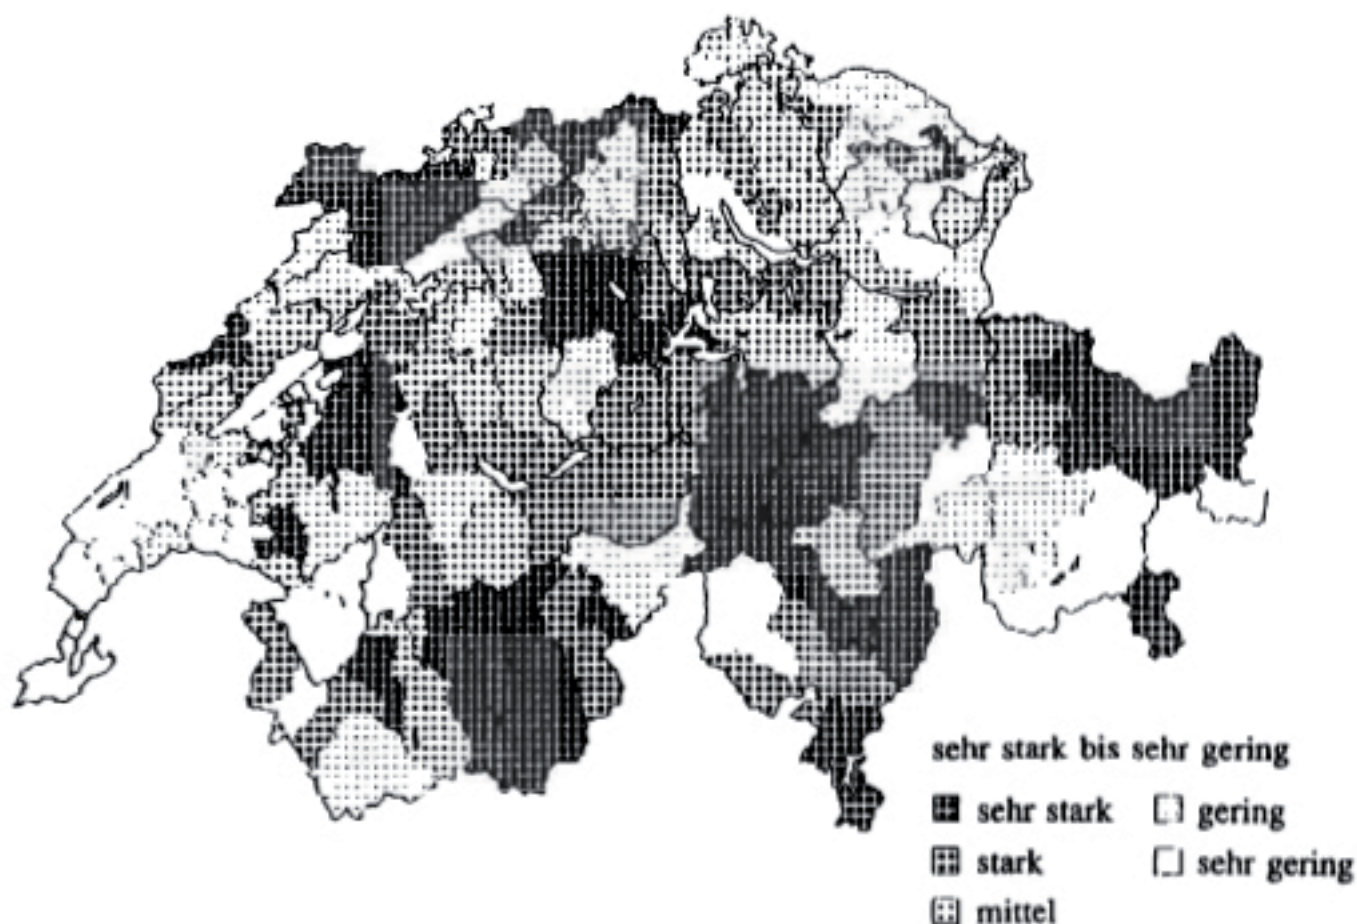 sehr stark bis sehr gering
sehr stark
gering
stark
sehr gering
mittel